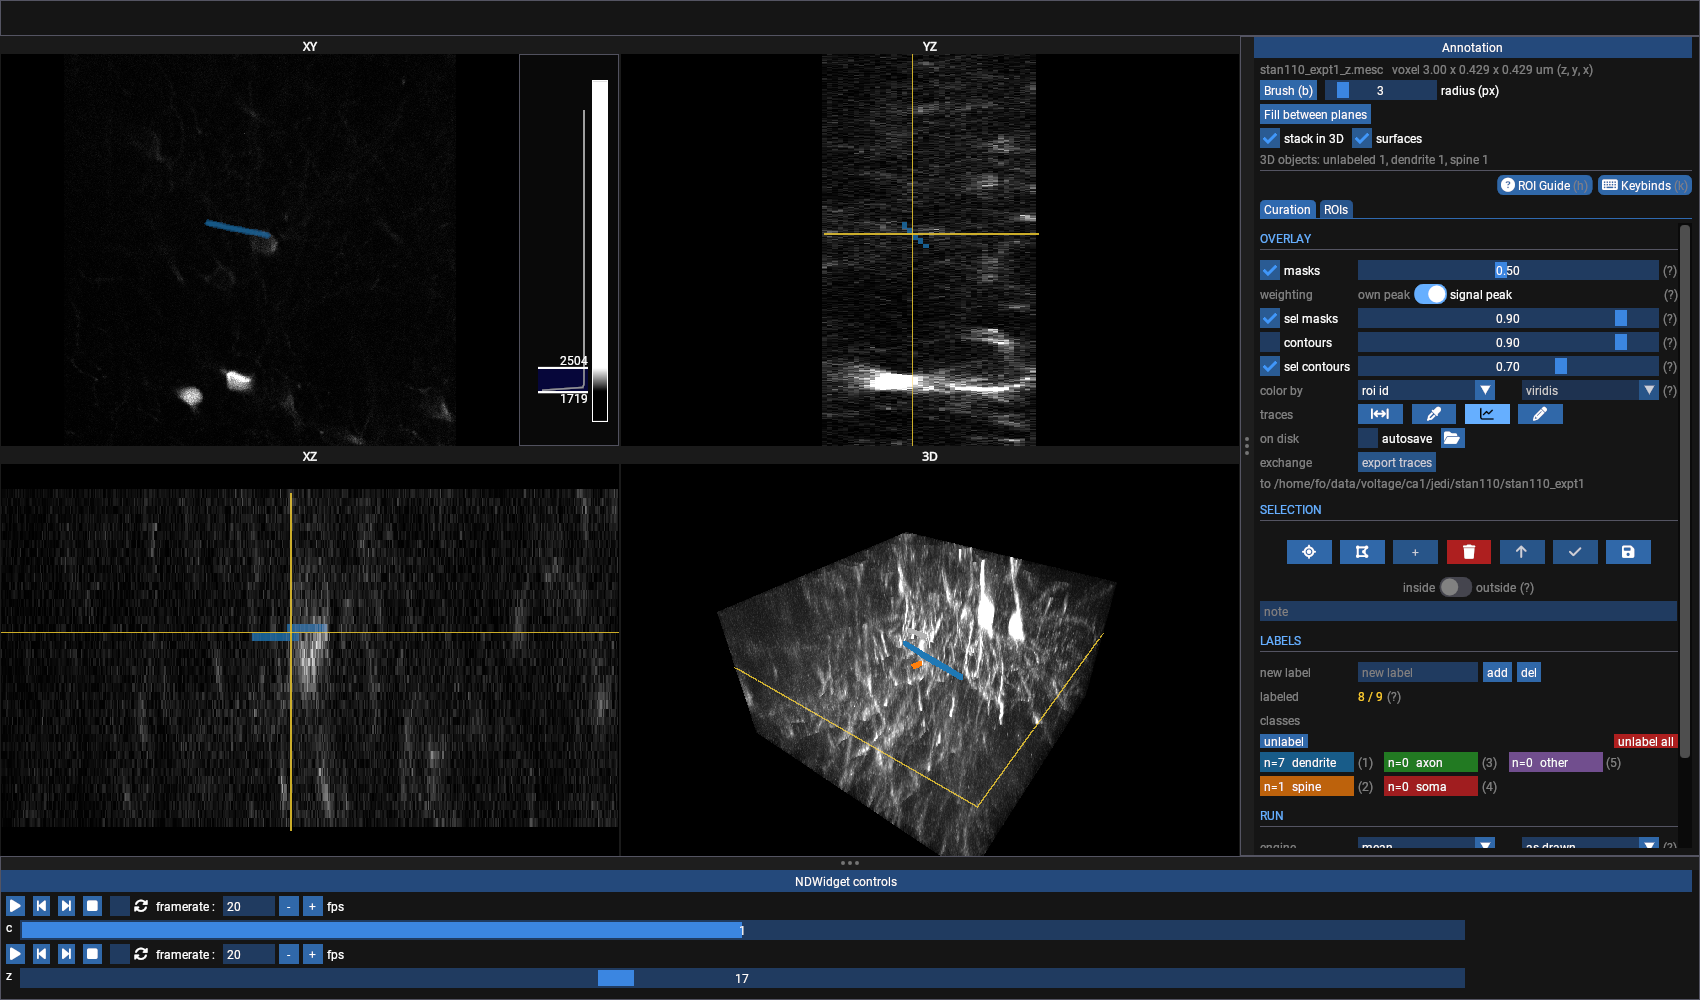 XY
YZ
2504
1719
XZ
3D
Annotation
stan110_expt1_z.mesc voxel 3.00 x 0.429 x 0.429 um (z, y, x)
Brush (b) 3 radius (px)
Fill between planes
stack in 3D surfaces
3D objects: unlabeled 1, dendrite 1, spine 1
? ROI Guide (h) Keybinds (k)
Curation ROIs
OVERLAY
masks 0.50 (?)
weighting own peak signal peak (?)
sel masks 0.90 (?)
contours 0.90 (?)
sel contours 0.70 (?)
color by roi id viridis (?)
traces
on disk autosave
exchange export traces
to /home/fo/data/voltage/ca1/jedi/stan110/stan110_expt1
SELECTION
+
inside outside (?)
note
LABELS
new label new label add del
labeled 8 / 9 (?)
classes
unlabel unlabel all
n=7 dendrite (1) n=0 axon (3) n=0 other (5)
n=1 spine (2) n=0 soma (4)
RUN
engine mean as drawn (?)
NDWidget controls
framerate : 20 - + fps
c 1
framerate : 20 - + fps
z 17